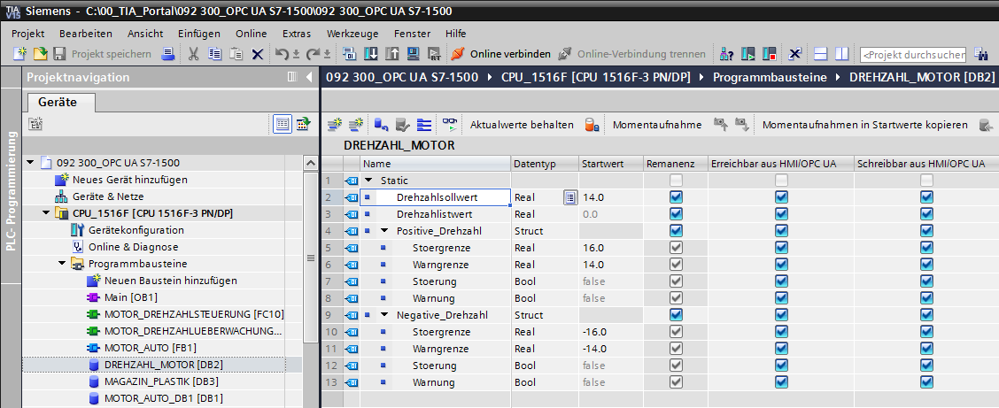 TIA V15 Siemens - C:\00_TIA_Portal\092 300_OPC UA S7-1500\092 300_OPC UA S7-1500
Projekt Bearbeiten Ansicht Einfügen Online Extras Werkzeuge Fenster Hilfe
Projekt speichern Online verbinden Online-Verbindung trennen <Projekt durchsuchen
Projektnavigation
092 300_OPC UA S7-1500 CPU_1516F [CPU 1516F-3 PN/DP] Programmbausteine DREHZAHL_MOTOR [DB2]
Geräte
PLC- Programmierung
092 300_OPC UA S7-1500
Neues Gerät hinzufügen
Geräte & Netze
CPU_1516F [CPU 1516F-3 PN/DP]
Gerätekonfiguration
Online & Diagnose
Programmbausteine
Neuen Baustein hinzufügen
Main [OB1]
MOTOR_DREHZAHLSTEUERUNG [FC10]
MOTOR_DREHZAHLUEBERWACHUNG...
MOTOR_AUTO [FB1]
DREHZAHL_MOTOR [DB2]
MAGAZIN_PLASTIK [DB3]
MOTOR_AUTO_DB1 [DB1]
Aktualwerte behalten Momentaufnahme Momentaufnahmen in Startwerte kopieren
DREHZAHL_MOTOR
Name Datentyp Startwert Remanenz Erreichbar aus HMI/OPC UA Schreibbar aus HMI/OPC UA
1 Static
2 Drehzahlsollwert Real 14.0
3 Drehzahlistwert Real 0.0
4 Positive_Drehzahl Struct
5 Stoergrenze Real 16.0
6 Warngrenze Real 14.0
7 Stoerung Bool false
8 Warnung Bool false
9 Negative_Drehzahl Struct
10 Stoergrenze Real -16.0
11 Warngrenze Real -14.0
12 Stoerung Bool false
13 Warnung Bool false